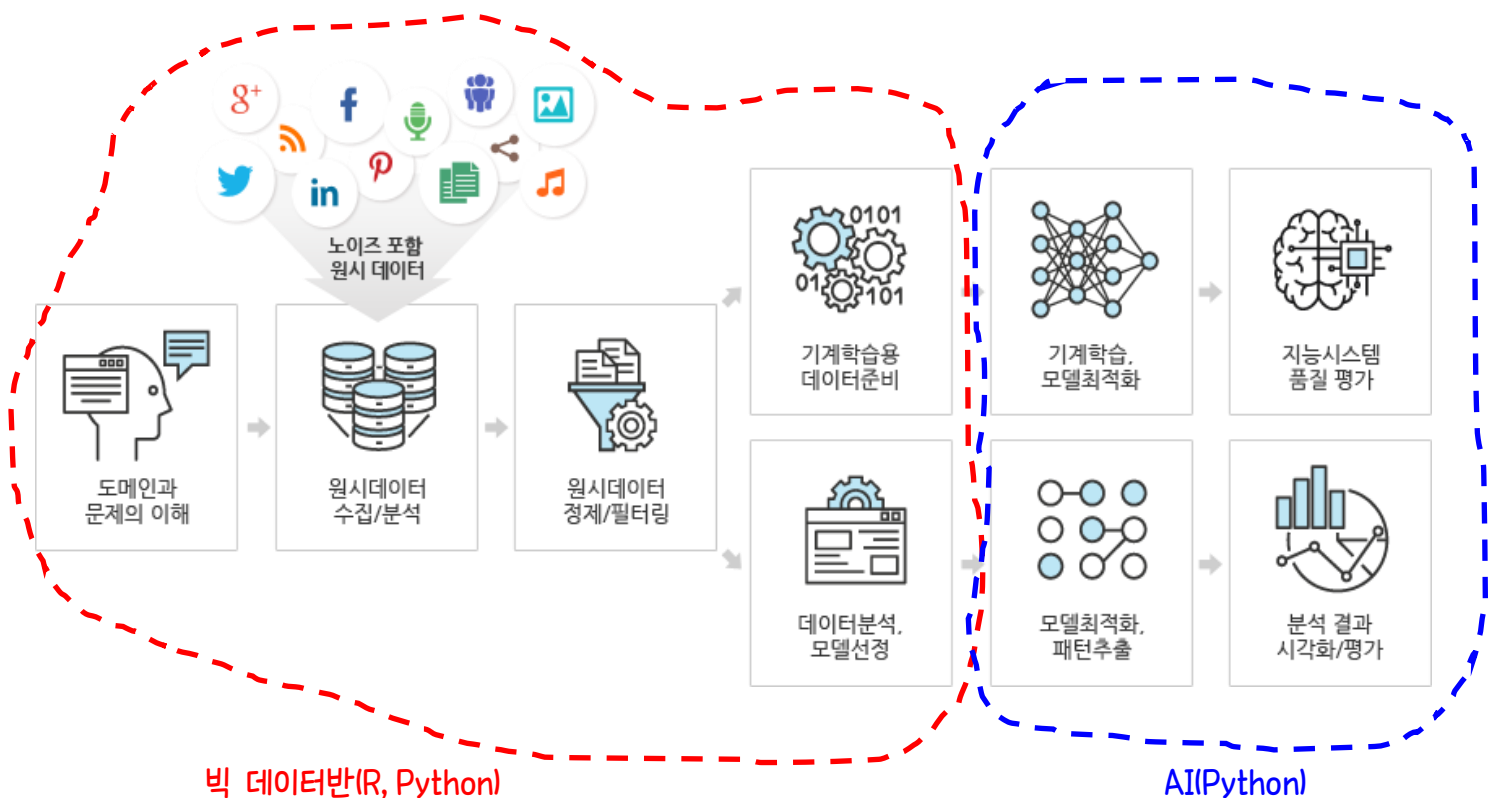 g+
f
in
노이즈 포함
원시 데이터
도메인과
문제의 이해
원시데이터
수집/분석
원시데이터
정제/필터링
0101
01
101
기계학습용
데이터준비
기계학습,
모델최적화
지능시스템
품질 평가
데이터분석,
모델선정
모델최적화,
패턴추출
분석 결과
시각화/평가
빅 데이터반(R, Python)
AI(Python)